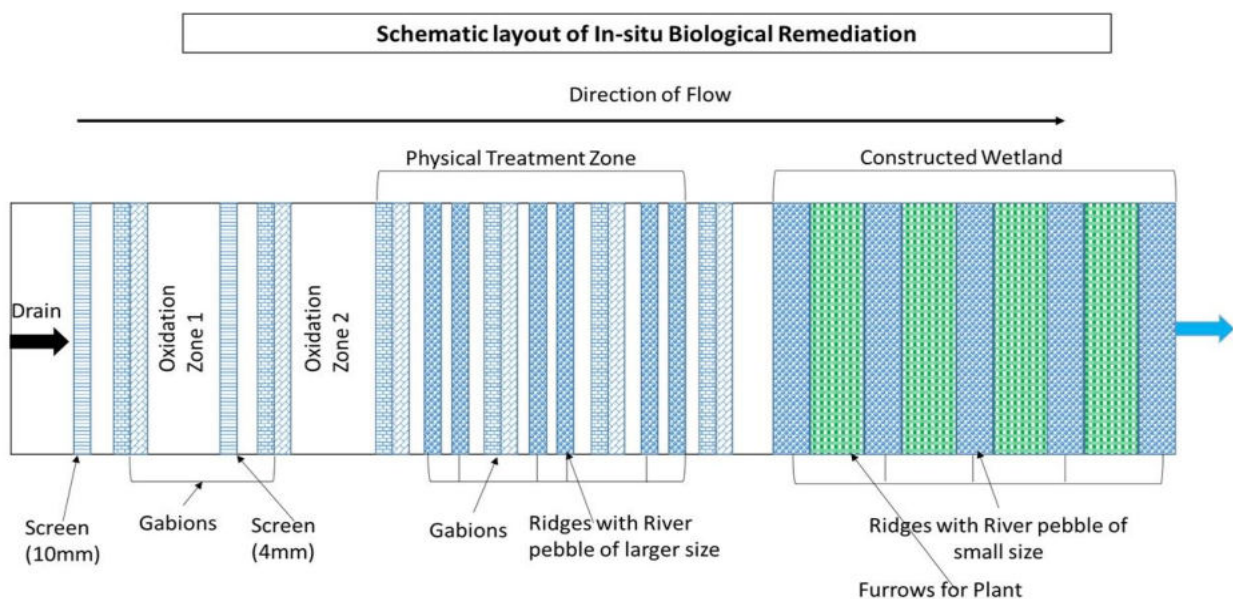 Schematic layout of In-situ Biological Remediation
Direction of Flow
Physical Treatment Zone
Constructed Wetland
Drain
Oxidation
Zone 1
Oxidation
Zone 2
Screen
(10mm)
Gabions
Screen
(4mm)
Gabions
Ridges with River
pebble of larger size
Ridges with River pebble of
small size
Furrows for Plant